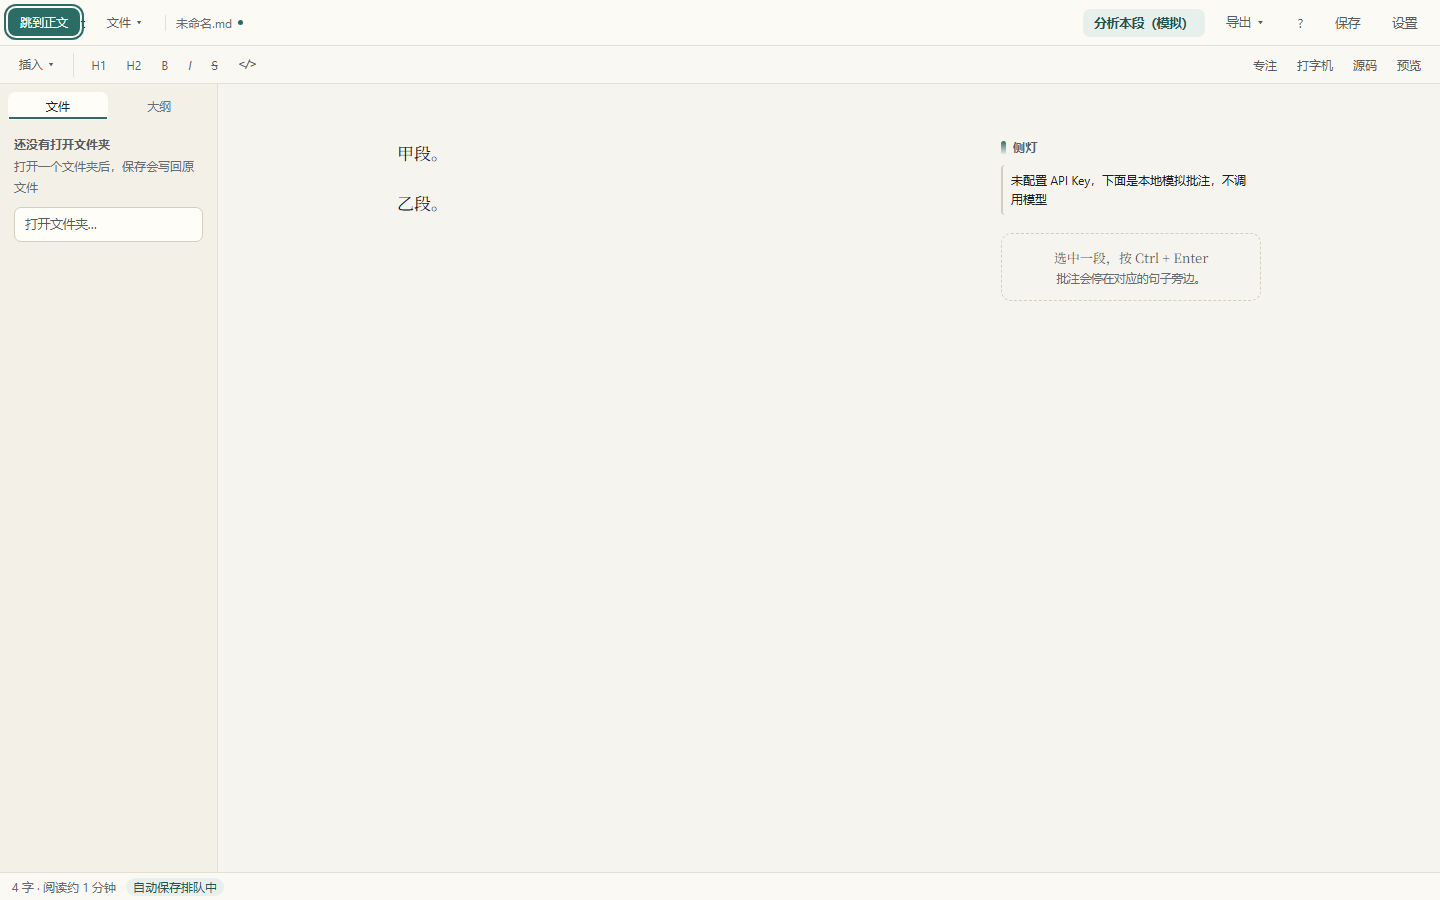 跳到正文
文件
未命名.md
分析本段（模拟）
导出
?
保存
设置
插入
H1
H2
B
I
S
</>
专注
打字机
源码
预览
文件
大纲
还没有打开文件夹
打开一个文件夹后，保存会写回原
文件
打开文件夹...
甲段。
乙段。
侧灯
未配置 API Key，下面是本地模拟批注，不调
用模型
选中一段，按 Ctrl + Enter
批注会停在对应的句子旁边。
4 字 · 阅读约 1 分钟
自动保存排队中